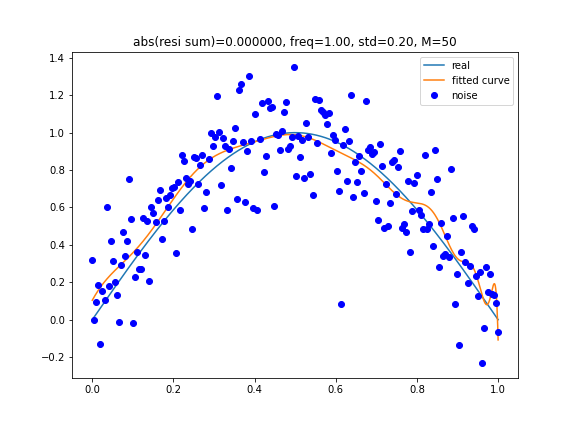 abs(resi sum)=0.000000, freq=1.00, std=0.20, M=50
1.4
1.2
1.0
0.8
0.6
0.4
0.2
0.0
−0.2
real
fitted curve
noise
0.0 0.2 0.4 0.6 0.8 1.0